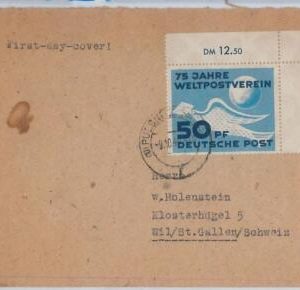 DM 12.50
First-day-cover!
75 JAHRE
WELTPOSTVEREIN
50 PF
DEUTSCHE POST
Herrn
W.Holenstein
Klosterhügel 5
Wil/St.Gallen/Schweiz